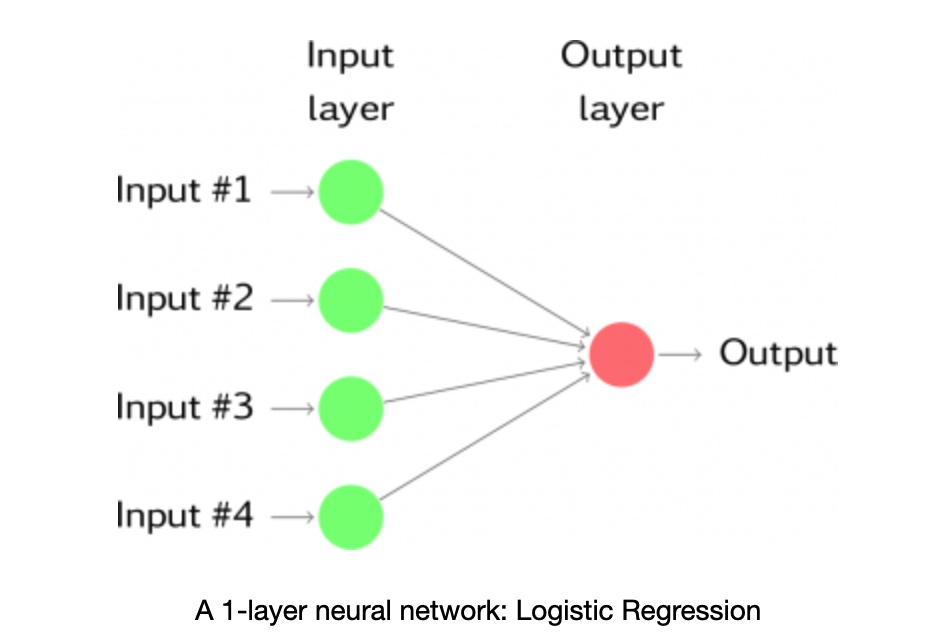 Input
layer
Output
layer
Input #1
Input #2
Input #3
Input #4
Output
A 1-layer neural network: Logistic Regression